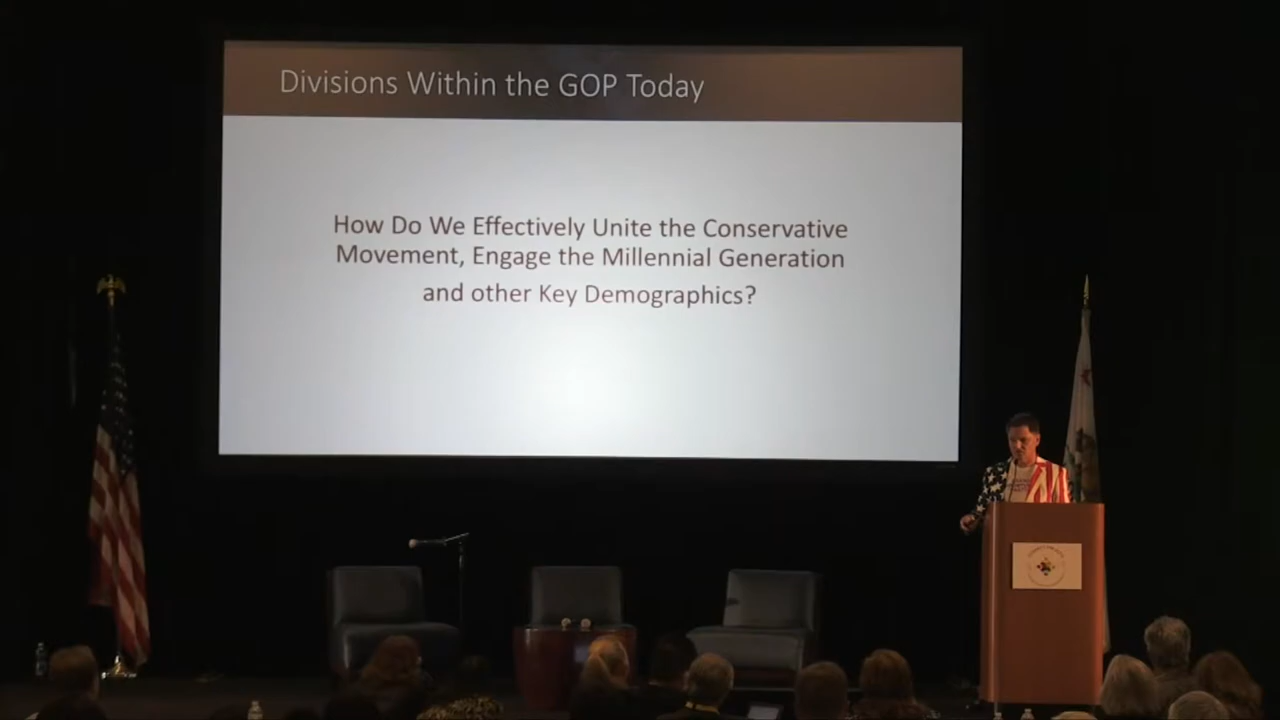 Divisions Within the GOP Today
How Do We Effectively Unite the Conservative
Movement, Engage the Millennial Generation
and other Key Demographics?